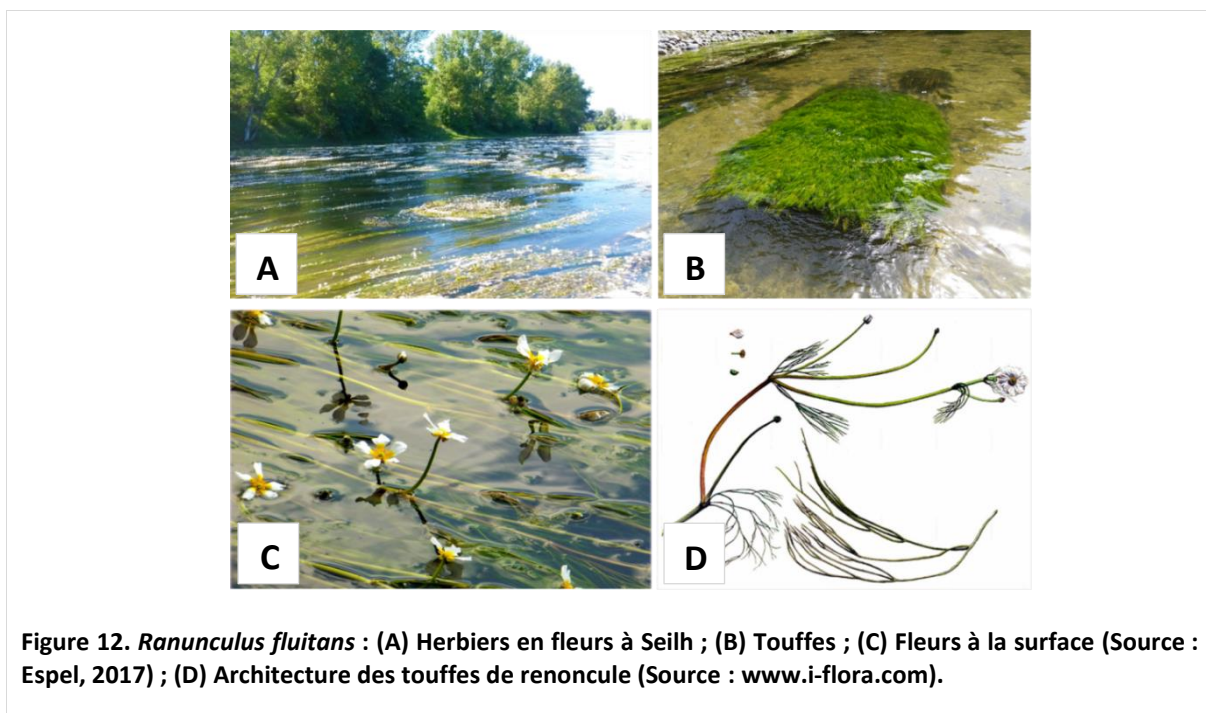 A
B
C
D
Figure 12. Ranunculus fluitans : (A) Herbiers en fleurs à Seilh ; (B) Touffes ; (C) Fleurs à la surface (Source :
Espel, 2017) ; (D) Architecture des touffes de renoncule (Source : www.i-flora.com).